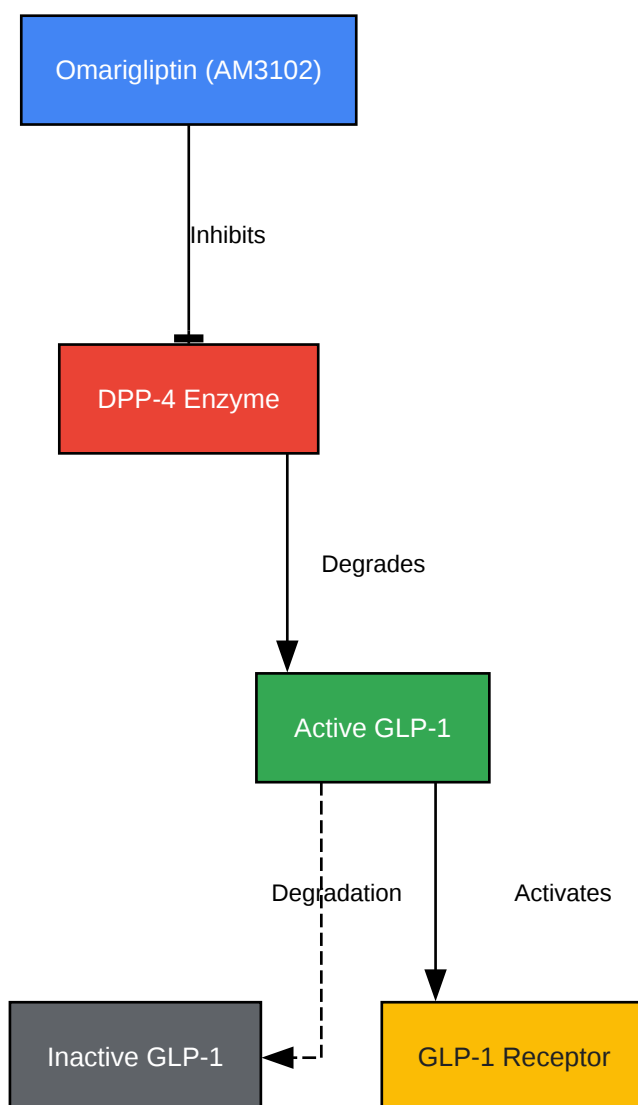 Omarigliptin (AM3102)
Inhibits
DPP-4 Enzyme
Degrades
Active GLP-1
Degradation
Activates
Inactive GLP-1
GLP-1 Receptor